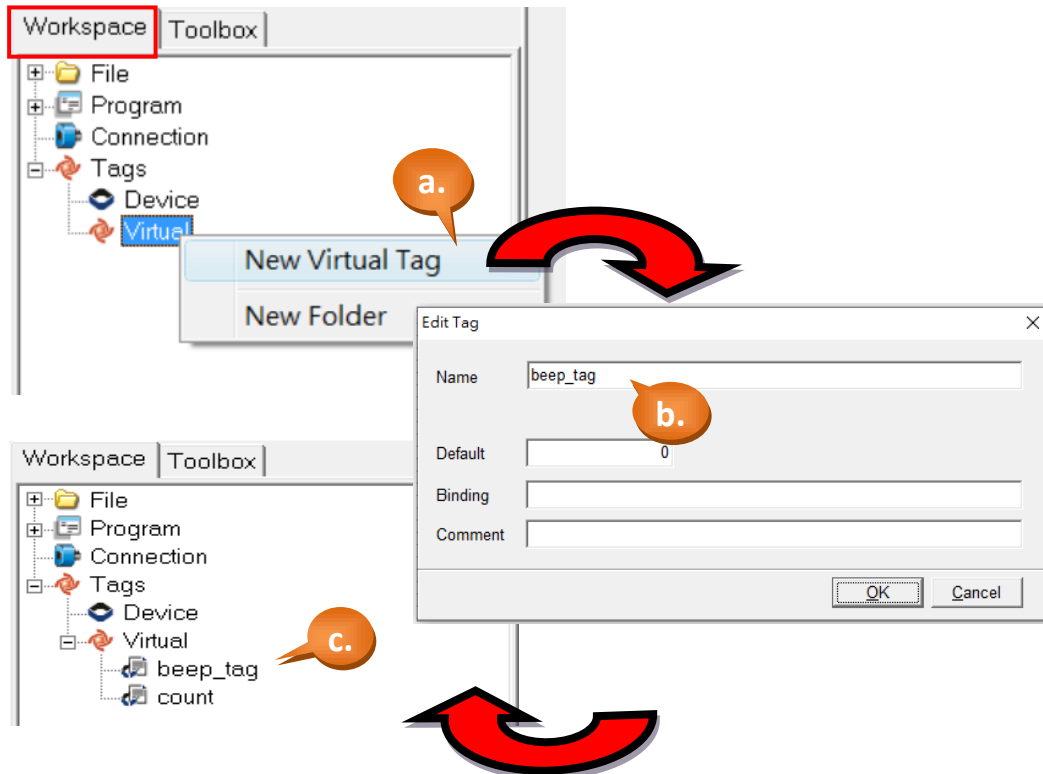 Workspace Toolbox
File
Program
Connection
Tags
Device
Virtual
a.
New Virtual Tag
New Folder
Edit Tag
Name beep_tag
b.
Default 0
Binding
Comment
OK Cancel
Workspace Toolbox
File
Program
Connection
Tags
Device
Virtual
c.
beep_tag
count